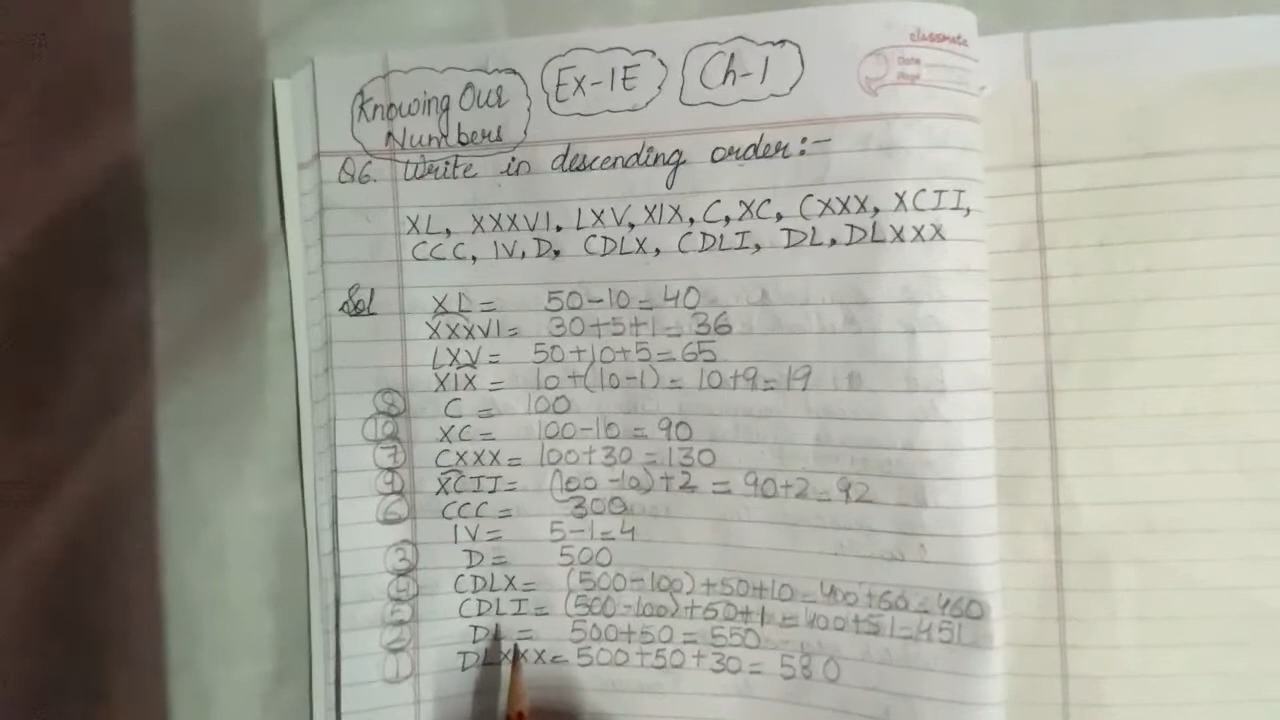 classmate
Date
Page
Knowing Our Numbers
Ex-1E
Ch-1
Q6. Write in descending order:-
XL, XXXVI, LXV, XIX, C, XC, CXXX, XCII,
CCC, IV, D, CDLX, CDLI, DL, DLXXX
Sol XL = 50-10=40
XXXVI = 30+5+1=36
LXV = 50+10+5=65
XIX = 10+(10-1)=10+9=19
8 C = 100
10 XC= 100-10=90
7 CXXX= 100+30=130
9 XCII= (100-10)+2=90+2=92
6 CCC = 300
IV= 5-1=4
3 D= 500
4 CDLX= (500-100)+50+10=400+60=460
5 CDLI= (500-100)+50+1=400+51=451
2 DL= 500+50=550
1 DLXXX= 500+50+30=580